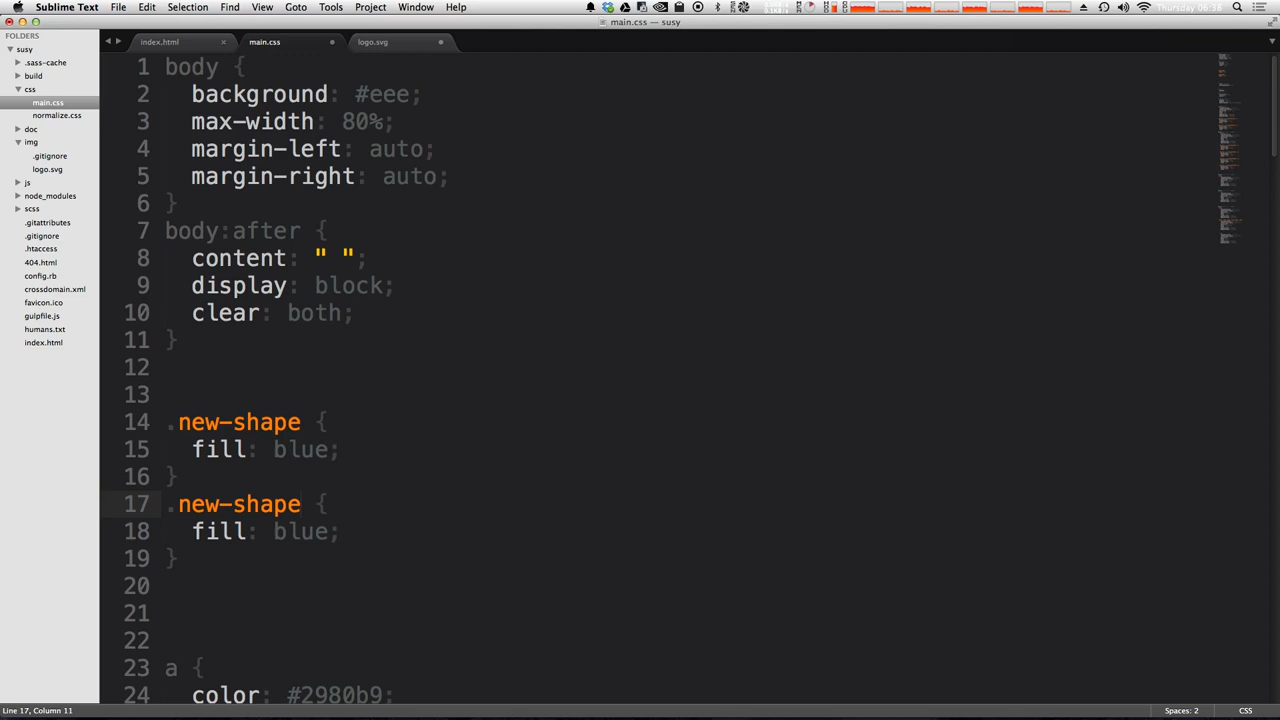 Sublime Text File Edit Selection Find View Goto Tools Project Window Help Thursday 06:38
main.css — susy
FOLDERS
susy
.sass-cache
build
css
main.css
normalize.css
doc
img
.gitignore
logo.svg
js
node_modules
scss
.gitattributes
.gitignore
.htaccess
404.html
config.rb
crossdomain.xml
favicon.ico
gulpfile.js
humans.txt
index.html
index.html main.css logo.svg
1 body {
2 background: #eee;
3 max-width: 80%;
4 margin-left: auto;
5 margin-right: auto;
6 }
7 body:after {
8 content: " ";
9 display: block;
10 clear: both;
11 }
12
13
14 .new-shape {
15 fill: blue;
16 }
17 .new-shape {
18 fill: blue;
19 }
20
21
22
23 a {
24 color: #2980b9;
Line 17, Column 11 Spaces: 2 CSS